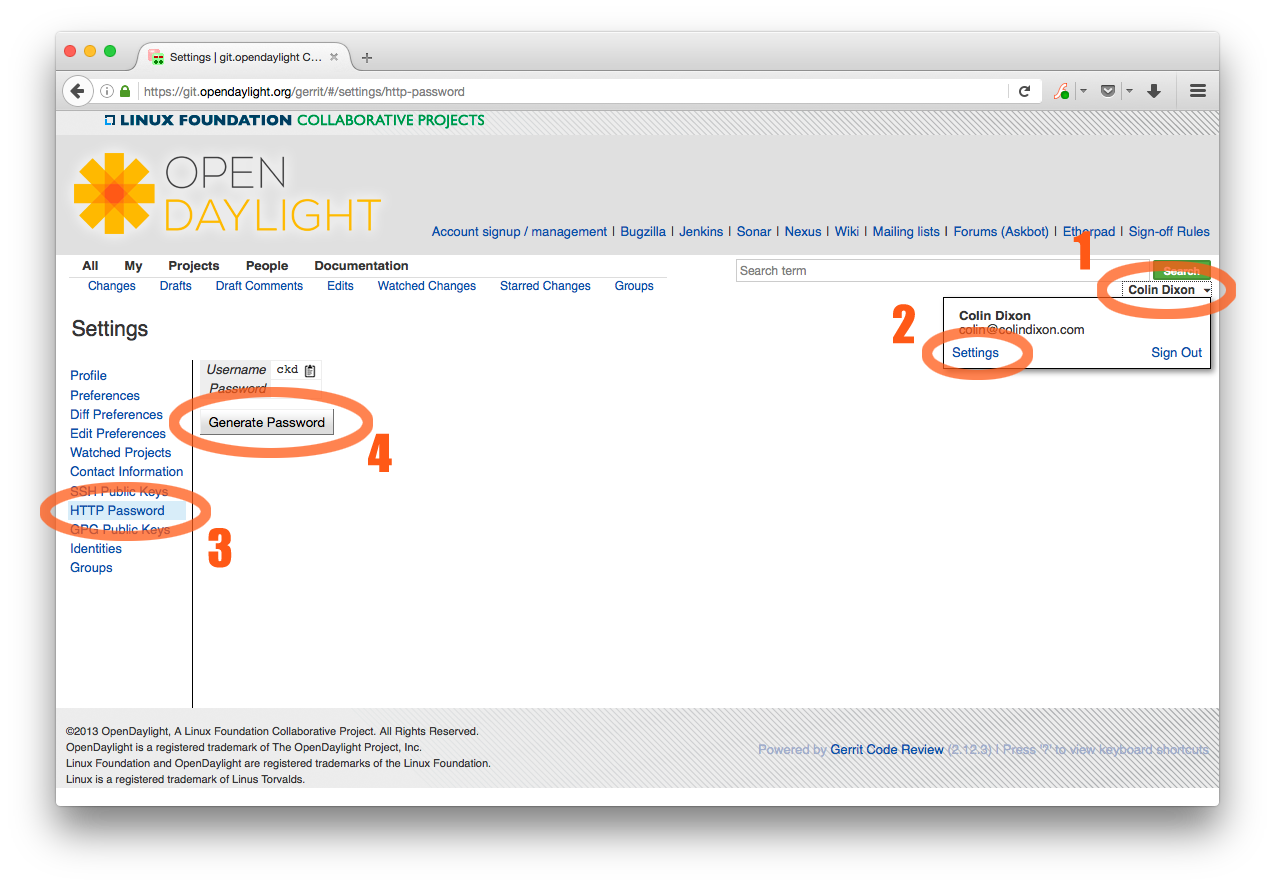 Settings | git.opendaylight C...
https://git.opendaylight.org/gerrit/#/settings/http-password
LINUX FOUNDATION COLLABORATIVE PROJECTS
OPEN
DAYLIGHT
Account signup / management | Bugzilla | Jenkins | Sonar | Nexus | Wiki | Mailing lists | Forums (Askbot) | Etherpad | Sign-off Rules
1
All My Projects People Documentation
Search term Search
Changes Drafts Draft Comments Edits Watched Changes Starred Changes Groups
Colin Dixon
2
Colin Dixon
colin@colindixon.com
Settings Sign Out
Settings
Profile
Preferences
Diff Preferences
Edit Preferences
Watched Projects
Contact Information
SSH Public Keys
HTTP Password
GPG Public Keys
Identities
Groups
3
Username ckd
Password
Generate Password
4
©2013 OpenDaylight, A Linux Foundation Collaborative Project. All Rights Reserved.
OpenDaylight is a registered trademark of The OpenDaylight Project, Inc.
Linux Foundation and OpenDaylight are registered trademarks of the Linux Foundation.
Linux is a registered trademark of Linus Torvalds.
Powered by Gerrit Code Review (2.12.3) | Press '?' to view keyboard shortcuts